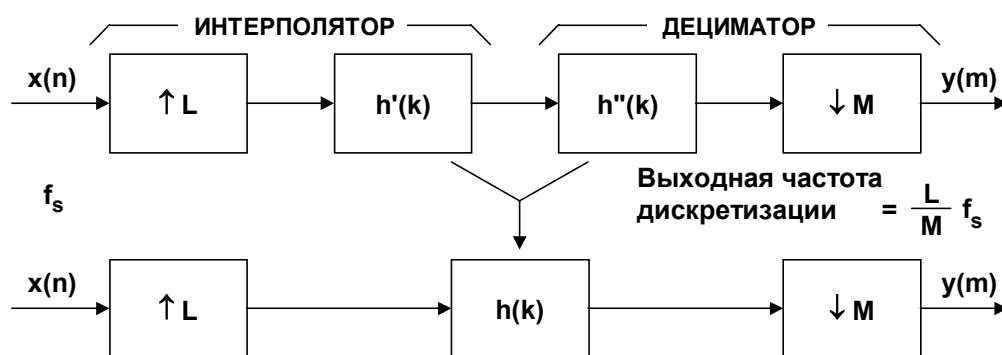 ИНТЕРПОЛЯТОР ДЕЦИМАТОР
x(n) ↑ L h'(k) h"(k) ↓ M y(m)
f_s
Выходная частота
дискретизации = L/M f_s
x(n) ↑ L h(k) ↓ M y(m)